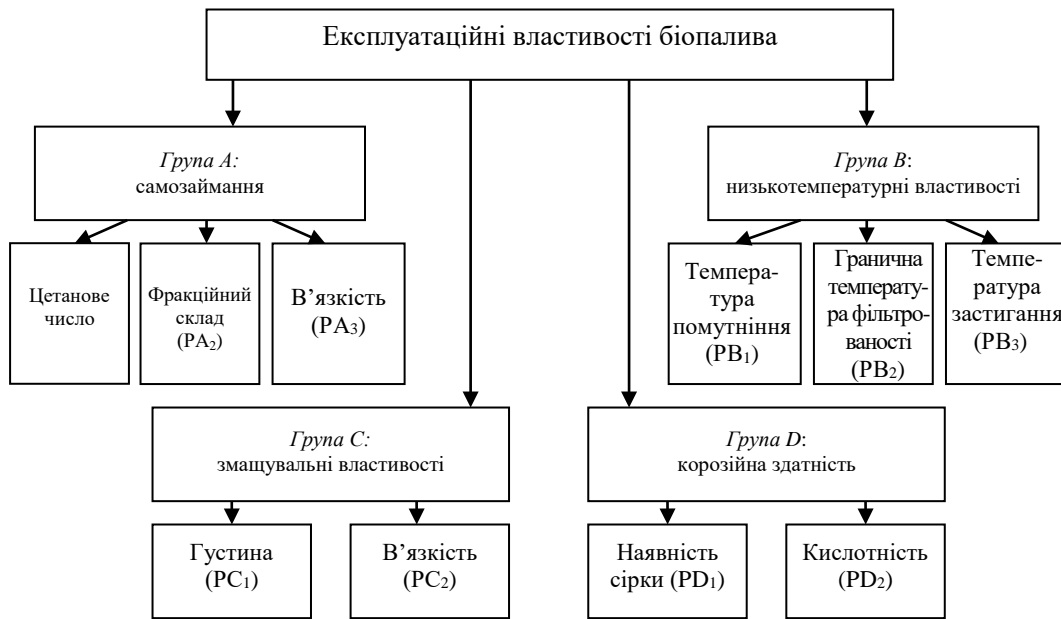 Експлуатаційні властивості біопалива
Група А:
самозаймання
Група В:
низькотемпературні властивості
Цетанове
число
Фракційний
склад
(PA₂)
В’язкість
(PA₃)
Темпера-
тура
помутніння
(PB₁)
Гранична
температу-
ра фільтро-
ваності
(PB₂)
Темпе-
ратура
застигання
(PB₃)
Група С:
змащувальні властивості
Група D:
корозійна здатність
Густина
(PC₁)
В’язкість
(PC₂)
Наявність
сірки (PD₁)
Кислотність
(PD₂)